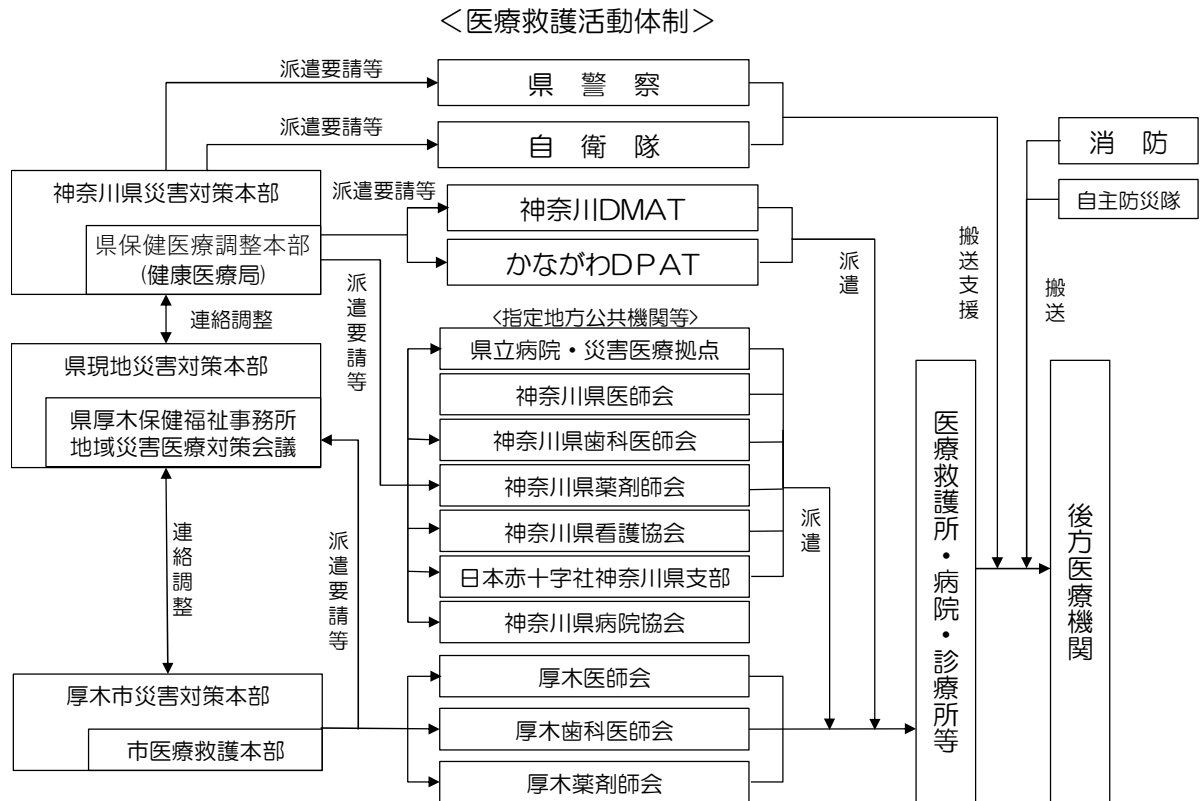 ＜医療救護活動体制＞
派遣要請等
県　警　察
派遣要請等
自　衛　隊
消　防
自主防災隊
神奈川県災害対策本部
県保健医療調整本部
(健康医療局)
派遣要請等
神奈川DMAT
かながわDPAT
派遣
搬送支援
搬送
連絡調整
派遣要請等
<指定地方公共機関等>
県立病院・災害医療拠点
神奈川県医師会
神奈川県歯科医師会
神奈川県薬剤師会
神奈川県看護協会
日本赤十字社神奈川県支部
神奈川県病院協会
派遣
県現地災害対策本部
県厚木保健福祉事務所
地域災害医療対策会議
連絡調整
派遣要請等
厚木市災害対策本部
市医療救護本部
厚木医師会
厚木歯科医師会
厚木薬剤師会
医療救護所・病院・診療所等
後方医療機関